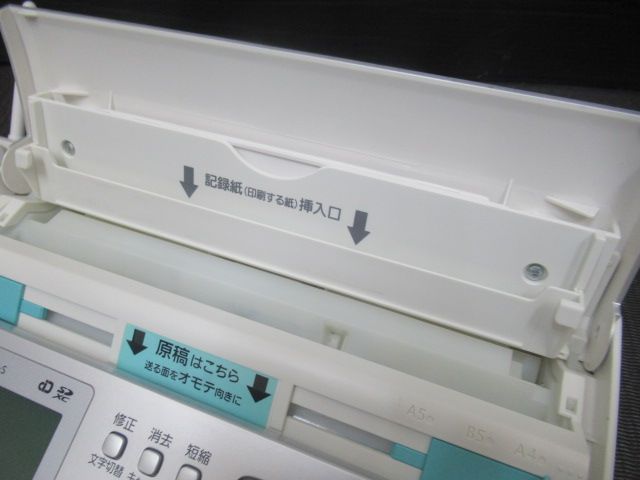 記録紙(印刷する紙)挿入口
原稿はこちら
送る面をオモテ向きに
A5 B5 A4
SD XC
修正 消去 短縮
文字切替